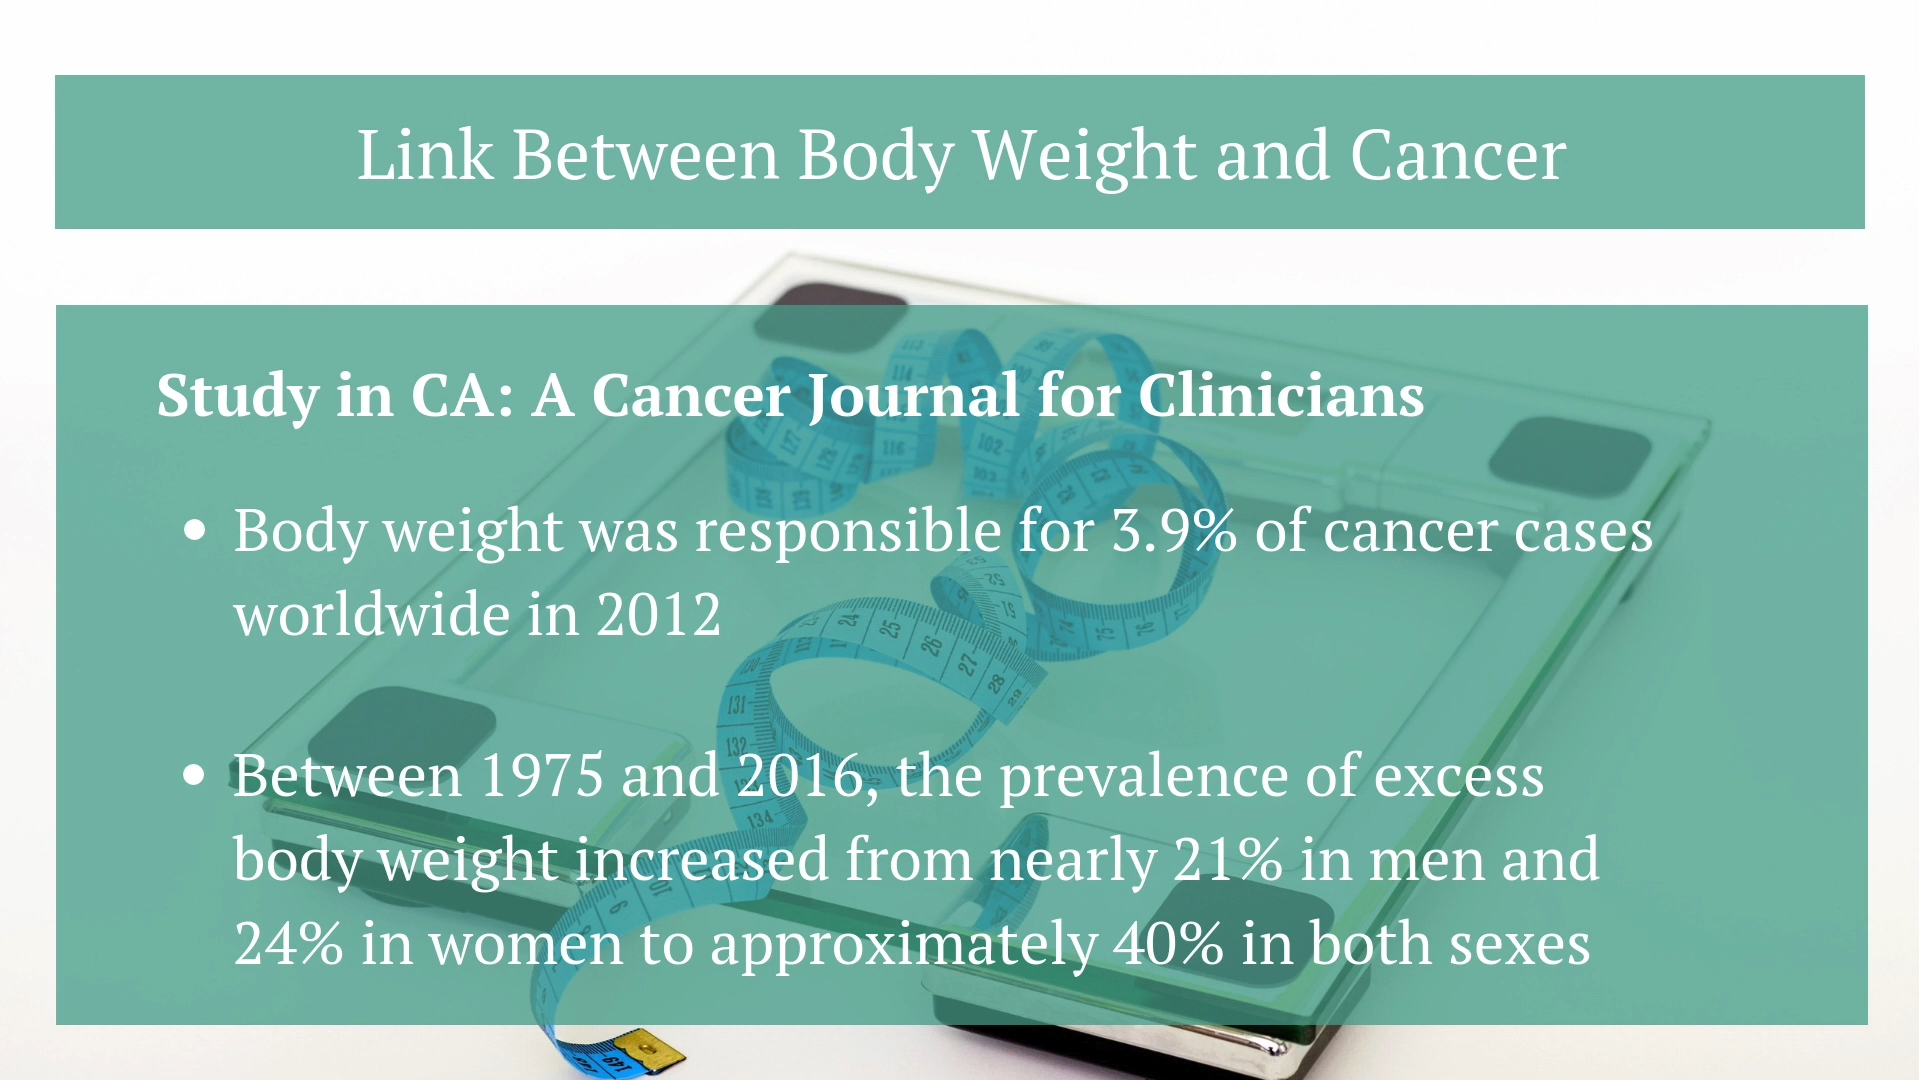 Link Between Body Weight and Cancer
Study in CA: A Cancer Journal for Clinicians
• Body weight was responsible for 3.9% of cancer cases
worldwide in 2012
• Between 1975 and 2016, the prevalence of excess
body weight increased from nearly 21% in men and
24% in women to approximately 40% in both sexes